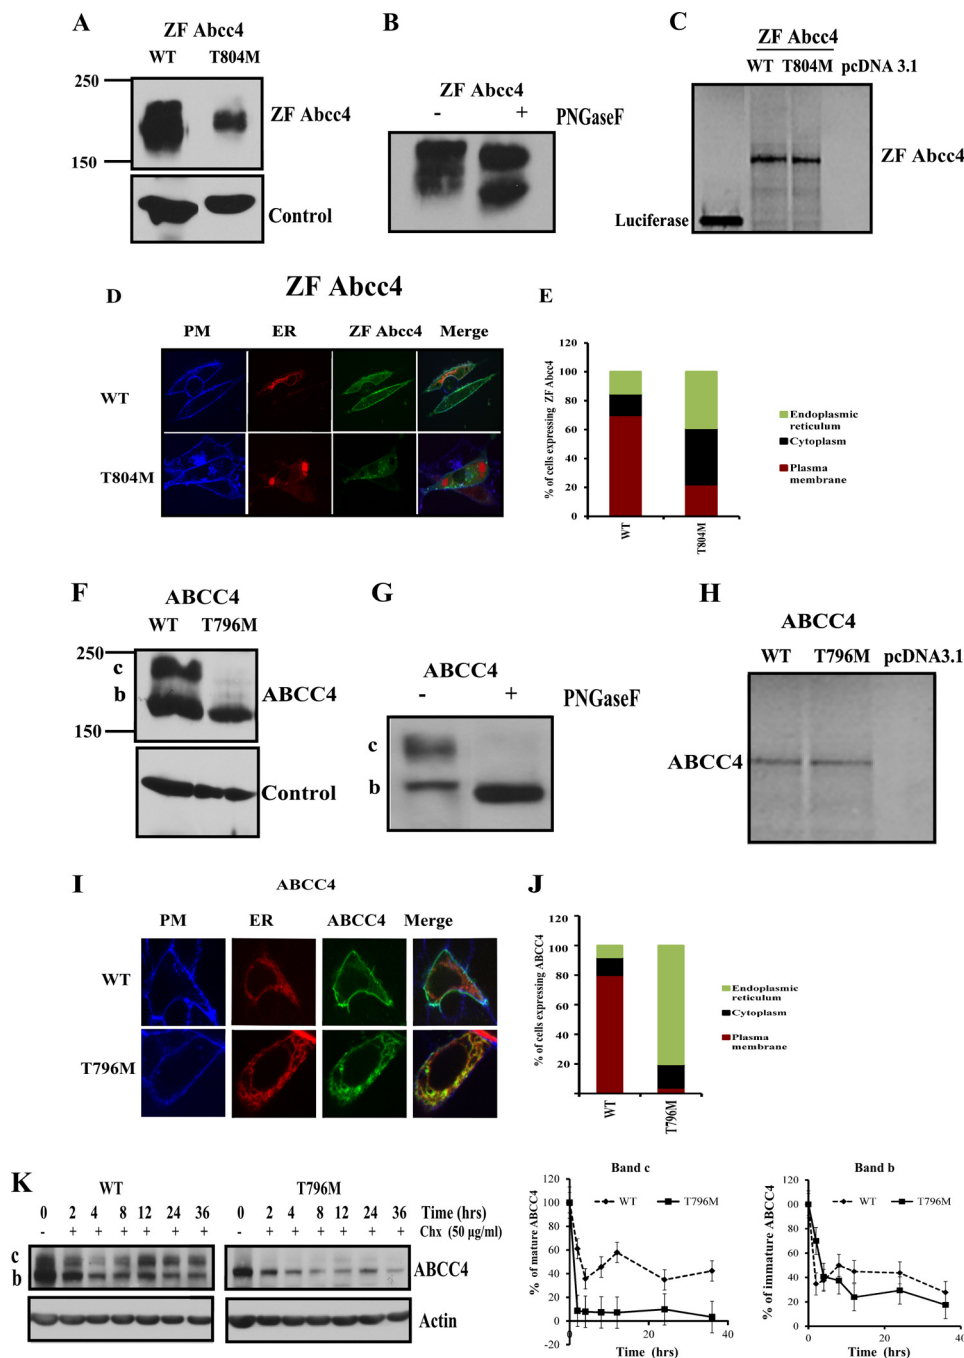 A
ZF Abcc4
WT T804M
250
150
ZF Abcc4
Control
B
ZF Abcc4
- +
PNGaseF
C
ZF Abcc4
WT T804M pcDNA 3.1
ZF Abcc4
Luciferase
D
ZF Abcc4
PM ER ZF Abcc4 Merge
WT
T804M
E
% of cells expressing ZF Abcc4
120
100
80
60
40
20
0
WT
T804M
Endoplasmic reticulum
Cytoplasm
Plasma membrane
F
ABCC4
WT T796M
250
c
b
150
ABCC4
Control
G
ABCC4
- +
PNGaseF
c
b
H
ABCC4
WT T796M pcDNA3.1
ABCC4
I
ABCC4
PM ER ABCC4 Merge
WT
T796M
J
% of cells expressing ABCC4
120
100
80
60
40
20
WT
T796M
Endoplasmic reticulum
Cytoplasm
Plasma membrane
K
WT T796M
0 2 4 8 12 24 36 0 2 4 8 12 24 36 Time (hrs)
- + + + + + + - + + + + + + Chx (50 µg/ml)
c
b
ABCC4
Actin
Band c
WT T796M
% of mature ABCC4
120
100
80
60
40
20
0
-20
0 20 40
Time (hrs)
Band b
WT T796M
% of immature ABCC4
120
100
80
60
40
20
0
0 20 40
Time (hrs)